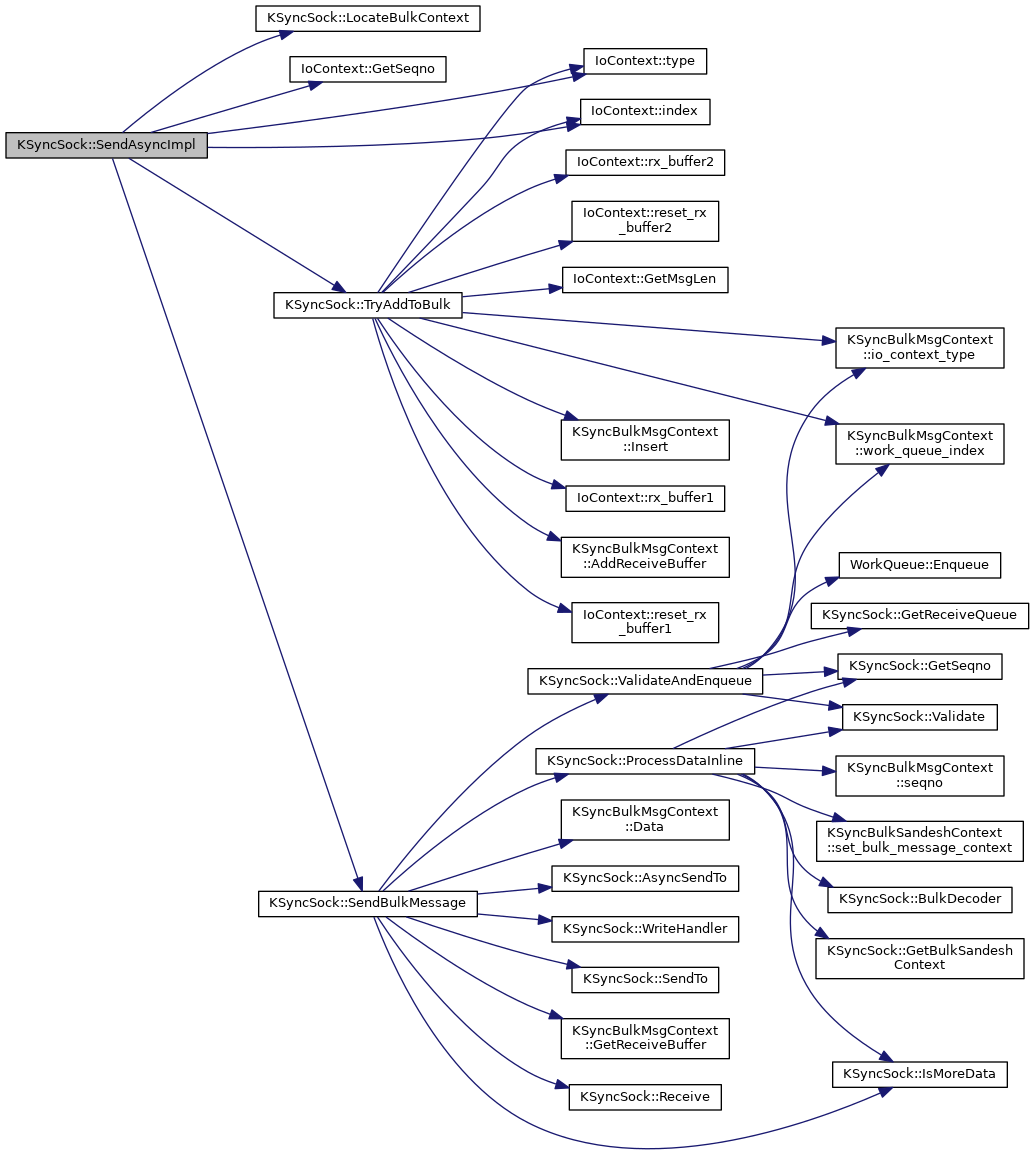 KSyncSock::LocateBulkContext
IoContext::GetSeqno
KSyncSock::SendAsyncImpl
IoContext::type
IoContext::index
IoContext::rx_buffer2
IoContext::reset_rx
_buffer2
IoContext::GetMsgLen
KSyncSock::TryAddToBulk
KSyncBulkMsgContext
::io_context_type
KSyncBulkMsgContext
::work_queue_index
KSyncBulkMsgContext
::Insert
IoContext::rx_buffer1
KSyncBulkMsgContext
::AddReceiveBuffer
IoContext::reset_rx
_buffer1
WorkQueue::Enqueue
KSyncSock::GetReceiveQueue
KSyncSock::GetSeqno
KSyncSock::ValidateAndEnqueue
KSyncSock::Validate
KSyncSock::ProcessDataInline
KSyncBulkMsgContext
::seqno
KSyncBulkMsgContext
::Data
KSyncBulkSandeshContext
::set_bulk_message_context
KSyncSock::AsyncSendTo
KSyncSock::BulkDecoder
KSyncSock::SendBulkMessage
KSyncSock::WriteHandler
KSyncSock::GetBulkSandesh
Context
KSyncSock::SendTo
KSyncBulkMsgContext
::GetReceiveBuffer
KSyncSock::IsMoreData
KSyncSock::Receive